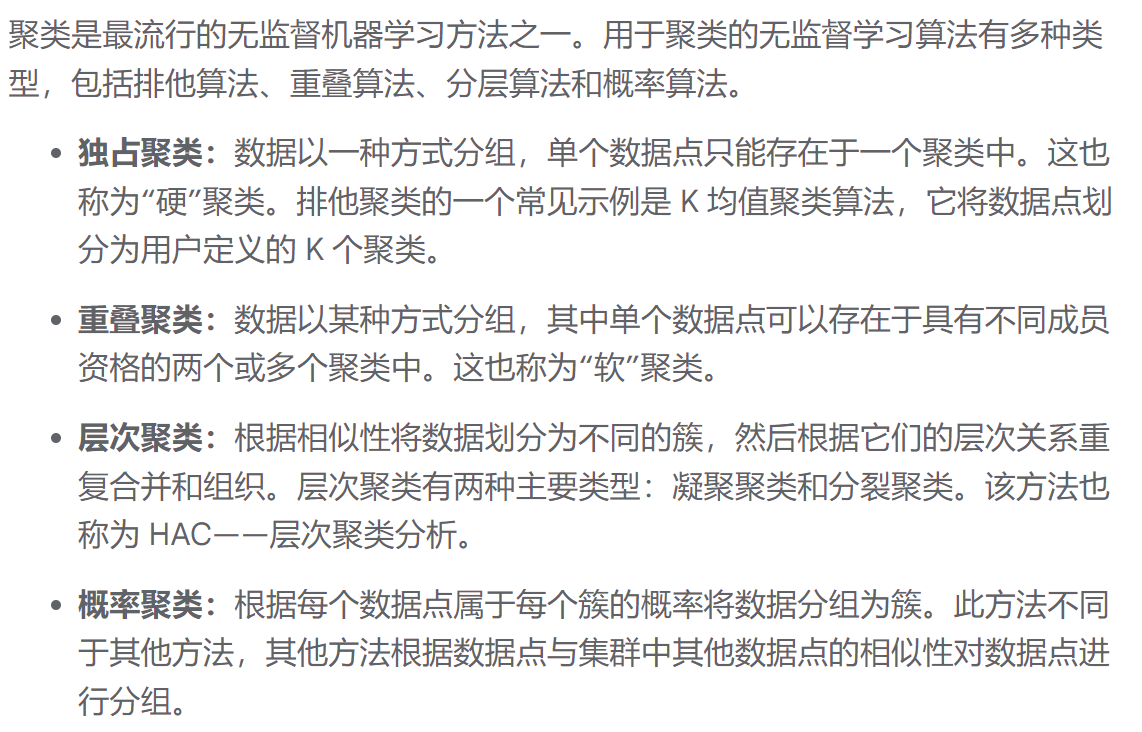 聚类是最流行的无监督机器学习方法之一。用于聚类的无监督学习算法有多种类
型，包括排他算法、重叠算法、分层算法和概率算法。
• 独占聚类：数据以一种方式分组，单个数据点只能存在于一个聚类中。这也
称为“硬”聚类。排他聚类的一个常见示例是 K 均值聚类算法，它将数据点划
分为用户定义的 K 个聚类。
• 重叠聚类：数据以某种方式分组，其中单个数据点可以存在于具有不同成员
资格的两个或多个聚类中。这也称为“软”聚类。
• 层次聚类：根据相似性将数据划分为不同的簇，然后根据它们的层次关系重
复合并和组织。层次聚类有两种主要类型：凝聚聚类和分裂聚类。该方法也
称为 HAC——层次聚类分析。
• 概率聚类：根据每个数据点属于每个簇的概率将数据分组为簇。此方法不同
于其他方法，其他方法根据数据点与集群中其他数据点的相似性对数据点进
行分组。